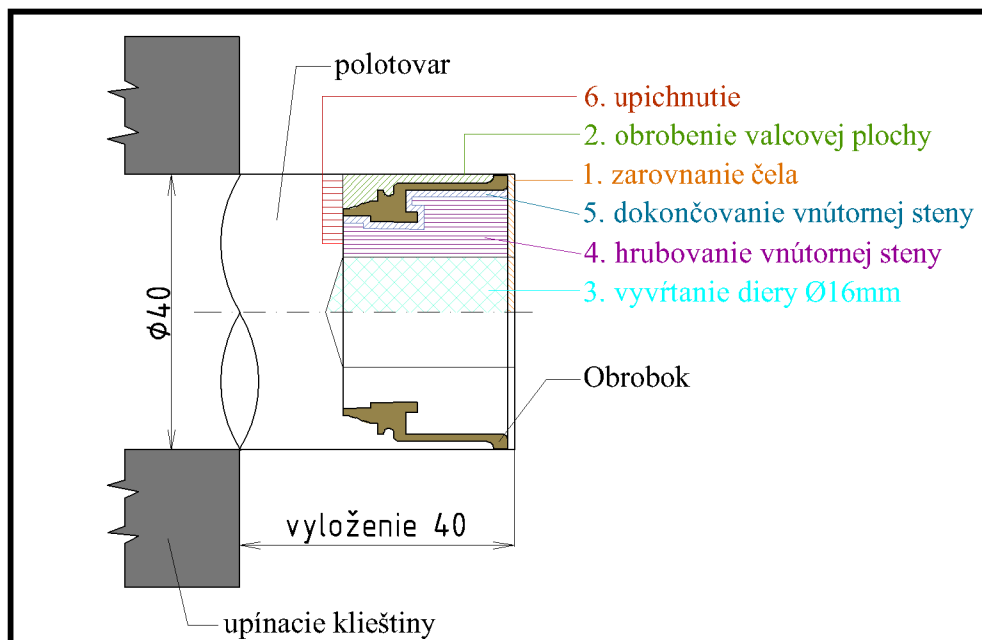 polotovar
6. upichnutie
2. obrobenie valcovej plochy
1. zarovnanie čela
5. dokončovanie vnútornej steny
4. hrubovanie vnútornej steny
3. vyvŕtanie diery Ø16mm
ϕ40
Obrobok
vyloženie 40
upínacie klieštiny